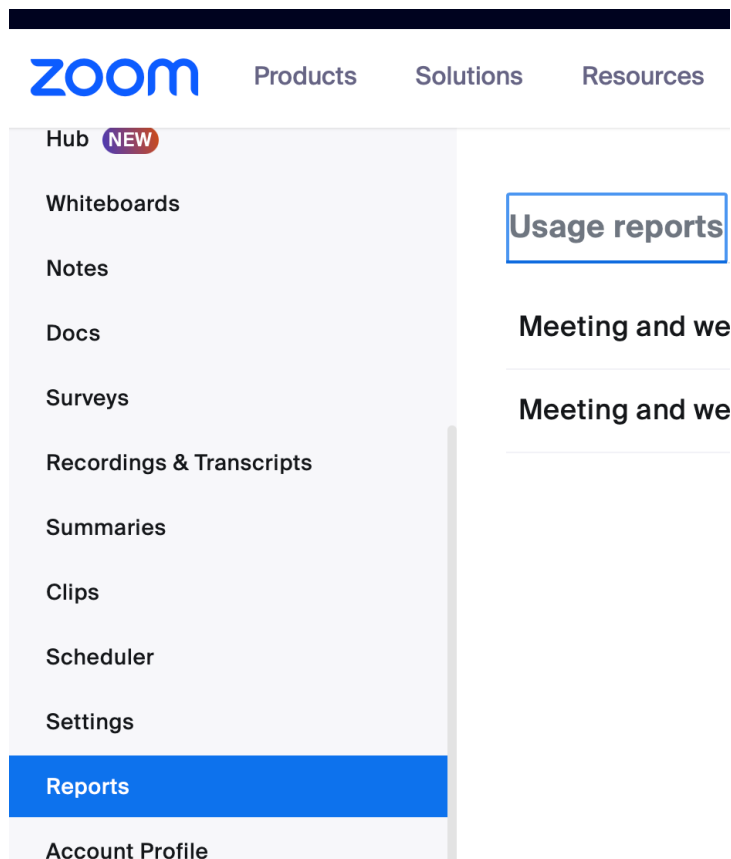 zoom Products Solutions Resources
Hub NEW
Whiteboards
Notes
Docs
Surveys
Recordings & Transcripts
Summaries
Clips
Scheduler
Settings
Reports
Account Profile
Usage reports
Meeting and we
Meeting and we